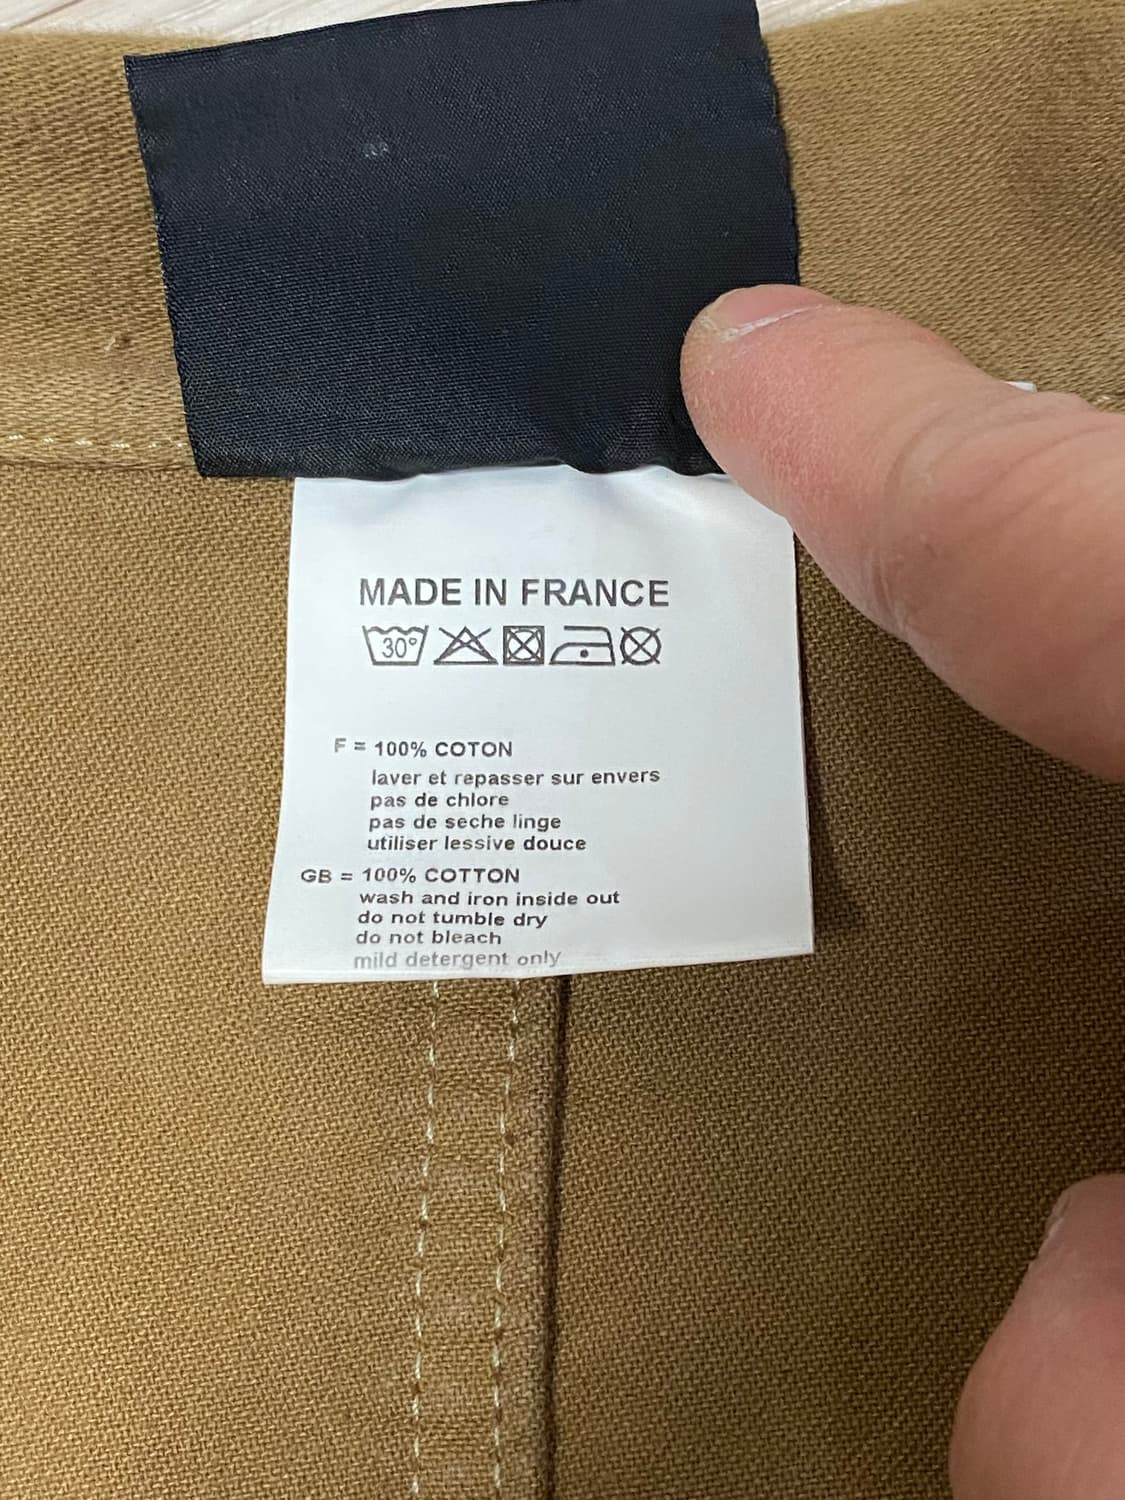 MADE IN FRANCE
30°
F = 100% COTON
laver et repasser sur envers
pas de chlore
pas de seche linge
utiliser lessive douce
GB = 100% COTTON
wash and iron inside out
do not tumble dry
do not bleach
mild detergent only